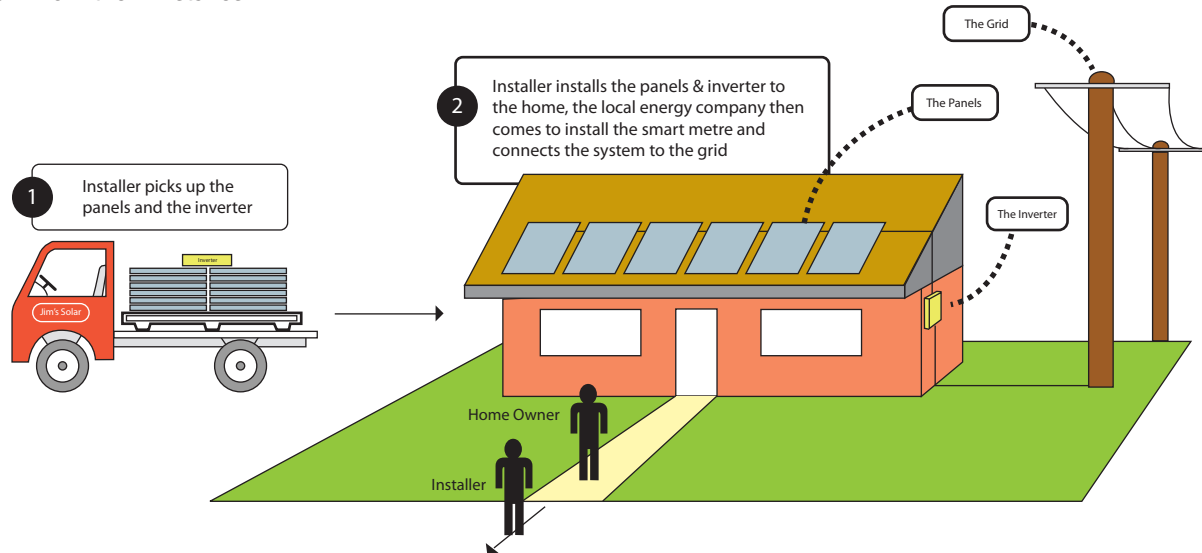 The Grid
2
Installer installs the panels & inverter to
the home, the local energy company then
comes to install the smart metre and
connects the system to the grid
The Panels
1
Installer picks up the
panels and the inverter
The Inverter
Inverter
Jim's Solar
Home Owner
Installer